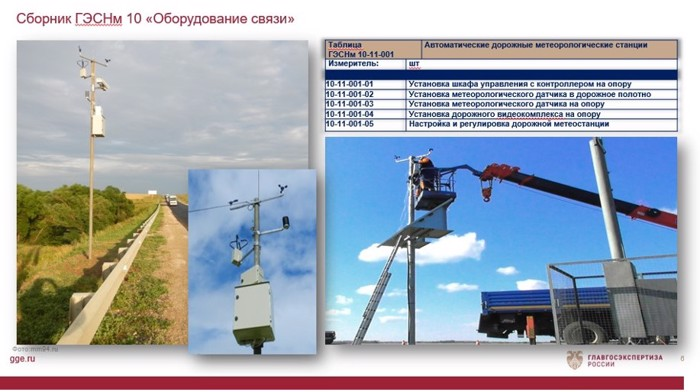 Сборник ГЭСНм 10 «Оборудование связи»
Таблица ГЭСНм 10-11-001 Автоматические дорожные метеорологические станции
Измеритель: шт
10-11-001-01 Установка шкафа управления с контроллером на опору
10-11-001-02 Установка метеорологического датчика в дорожное полотно
10-11-001-03 Установка метеорологического датчика на опору
10-11-001-04 Установка дорожного видеокомплекса на опору
10-11-001-05 Настройка и регулировка дорожной метеостанции
gge.ru
ГЛАВГОСЭКСПЕРТИЗА
РОССИИ